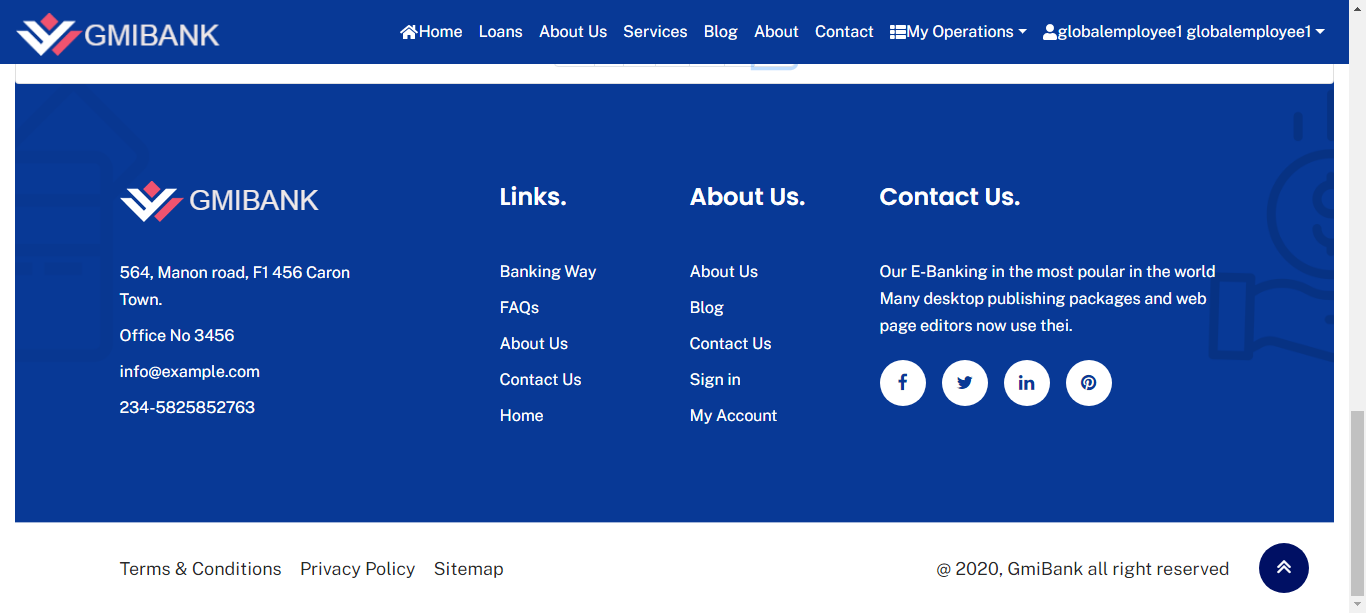 GMIBANK
Home Loans About Us Services Blog About Contact My Operations globalemployee1 globalemployee1
GMIBANK
564, Manon road, F1 456 Caron
Town.
Office No 3456
info@example.com
234-5825852763
Links.
Banking Way
FAQs
About Us
Contact Us
Home
About Us.
About Us
Blog
Contact Us
Sign in
My Account
Contact Us.
Our E-Banking in the most poular in the world
Many desktop publishing packages and web
page editors now use thei.
Terms & Conditions Privacy Policy Sitemap
@ 2020, GmiBank all right reserved